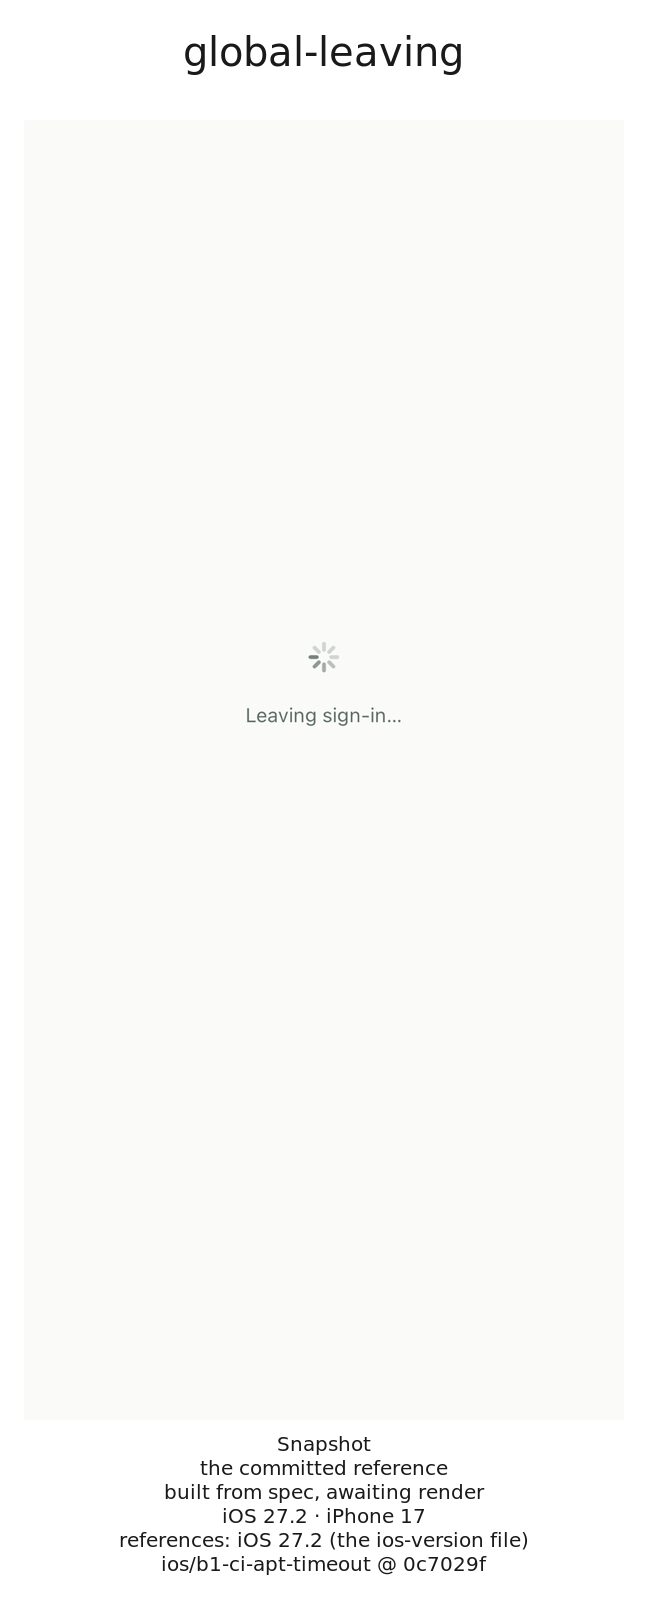 global-leaving
Leaving sign-in...
Snapshot
the committed reference
built from spec, awaiting render
iOS 27.2 · iPhone 17
references: iOS 27.2 (the ios-version file)
ios/b1-ci-apt-timeout @ 0c7029f